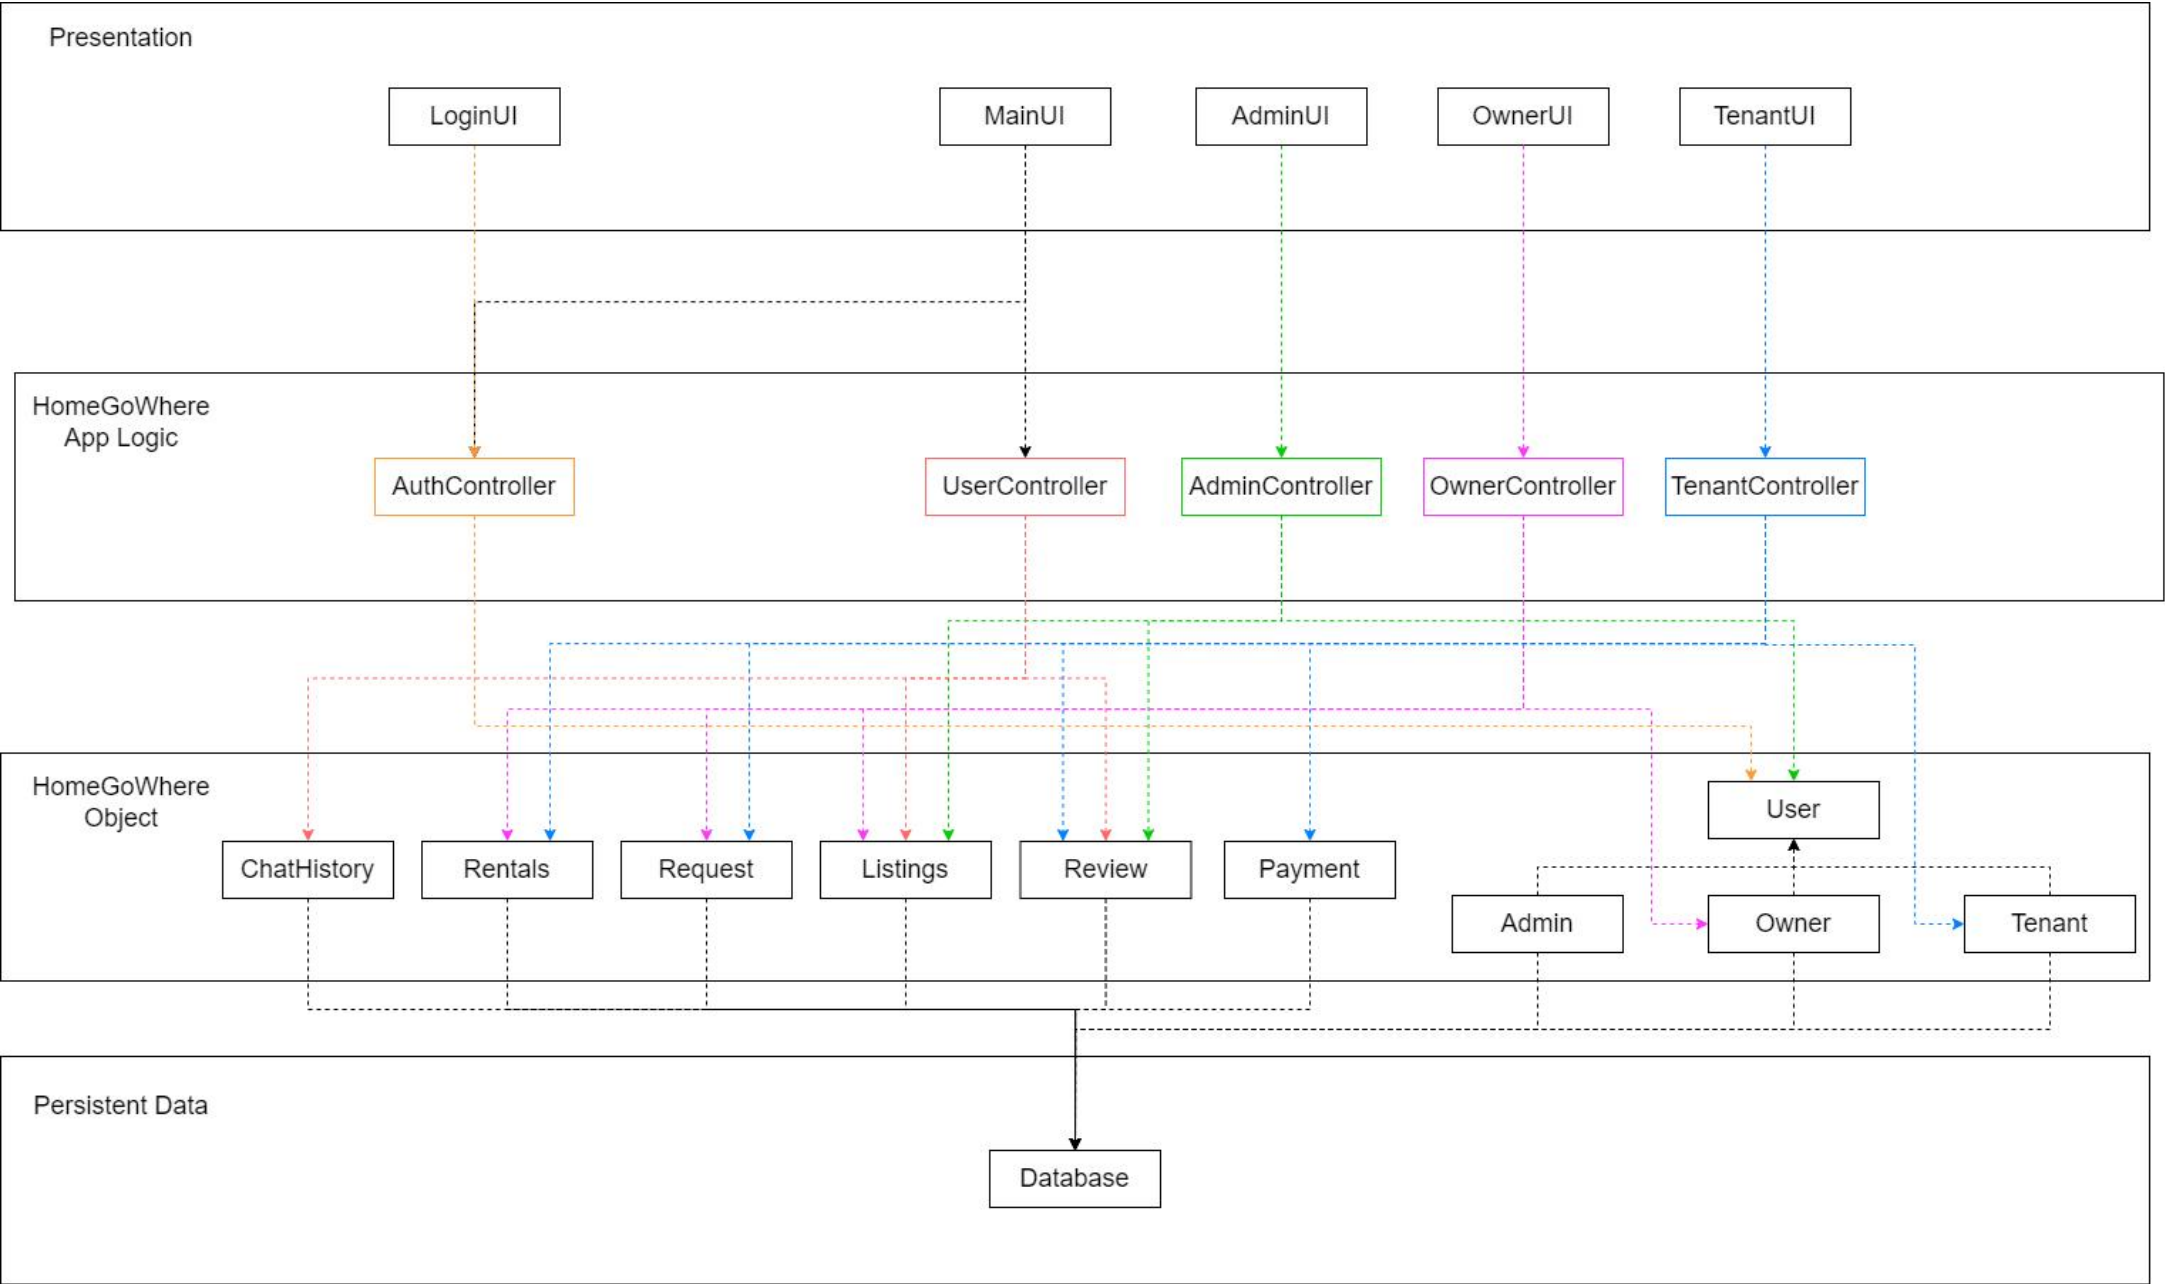 Presentation
LoginUI
MainUI
AdminUI
OwnerUI
TenantUI
HomeGoWhere
App Logic
AuthController
UserController
AdminController
OwnerController
TenantController
HomeGoWhere
Object
User
ChatHistory
Rentals
Request
Listings
Review
Payment
Admin
Owner
Tenant
Persistent Data
Database